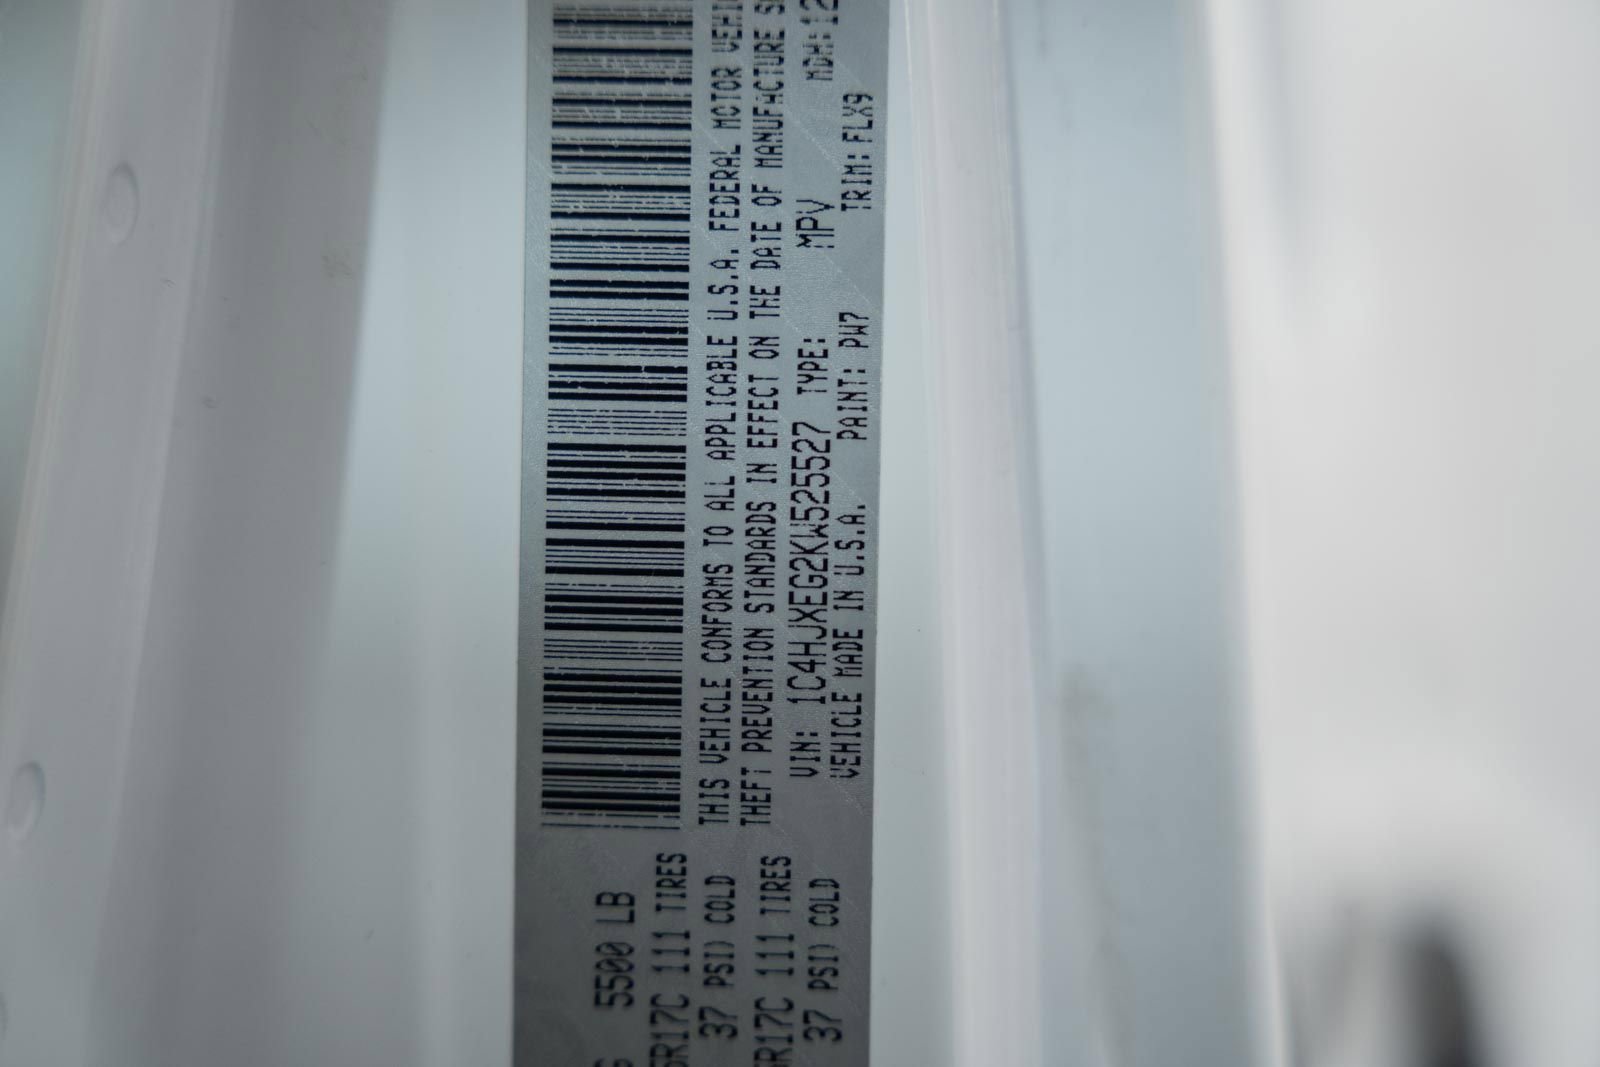 5500 LB
R17C 111 TIRES
37 PSI) COLD
R17C 111 TIRES
37 PSI) COLD
THIS VEHICLE CONFORMS TO ALL APPLICABLE U.S.A. FEDERAL MOTOR
THEFT PREVENTION STANDARDS IN EFFECT ON THE DATE OF MANUFACTURE
VIN: 1C4HJXEG2KW525527 TYPE: MPV MDH:12
VEHICLE MADE IN U.S.A. PAINT: PW7 TRIM: FLX9